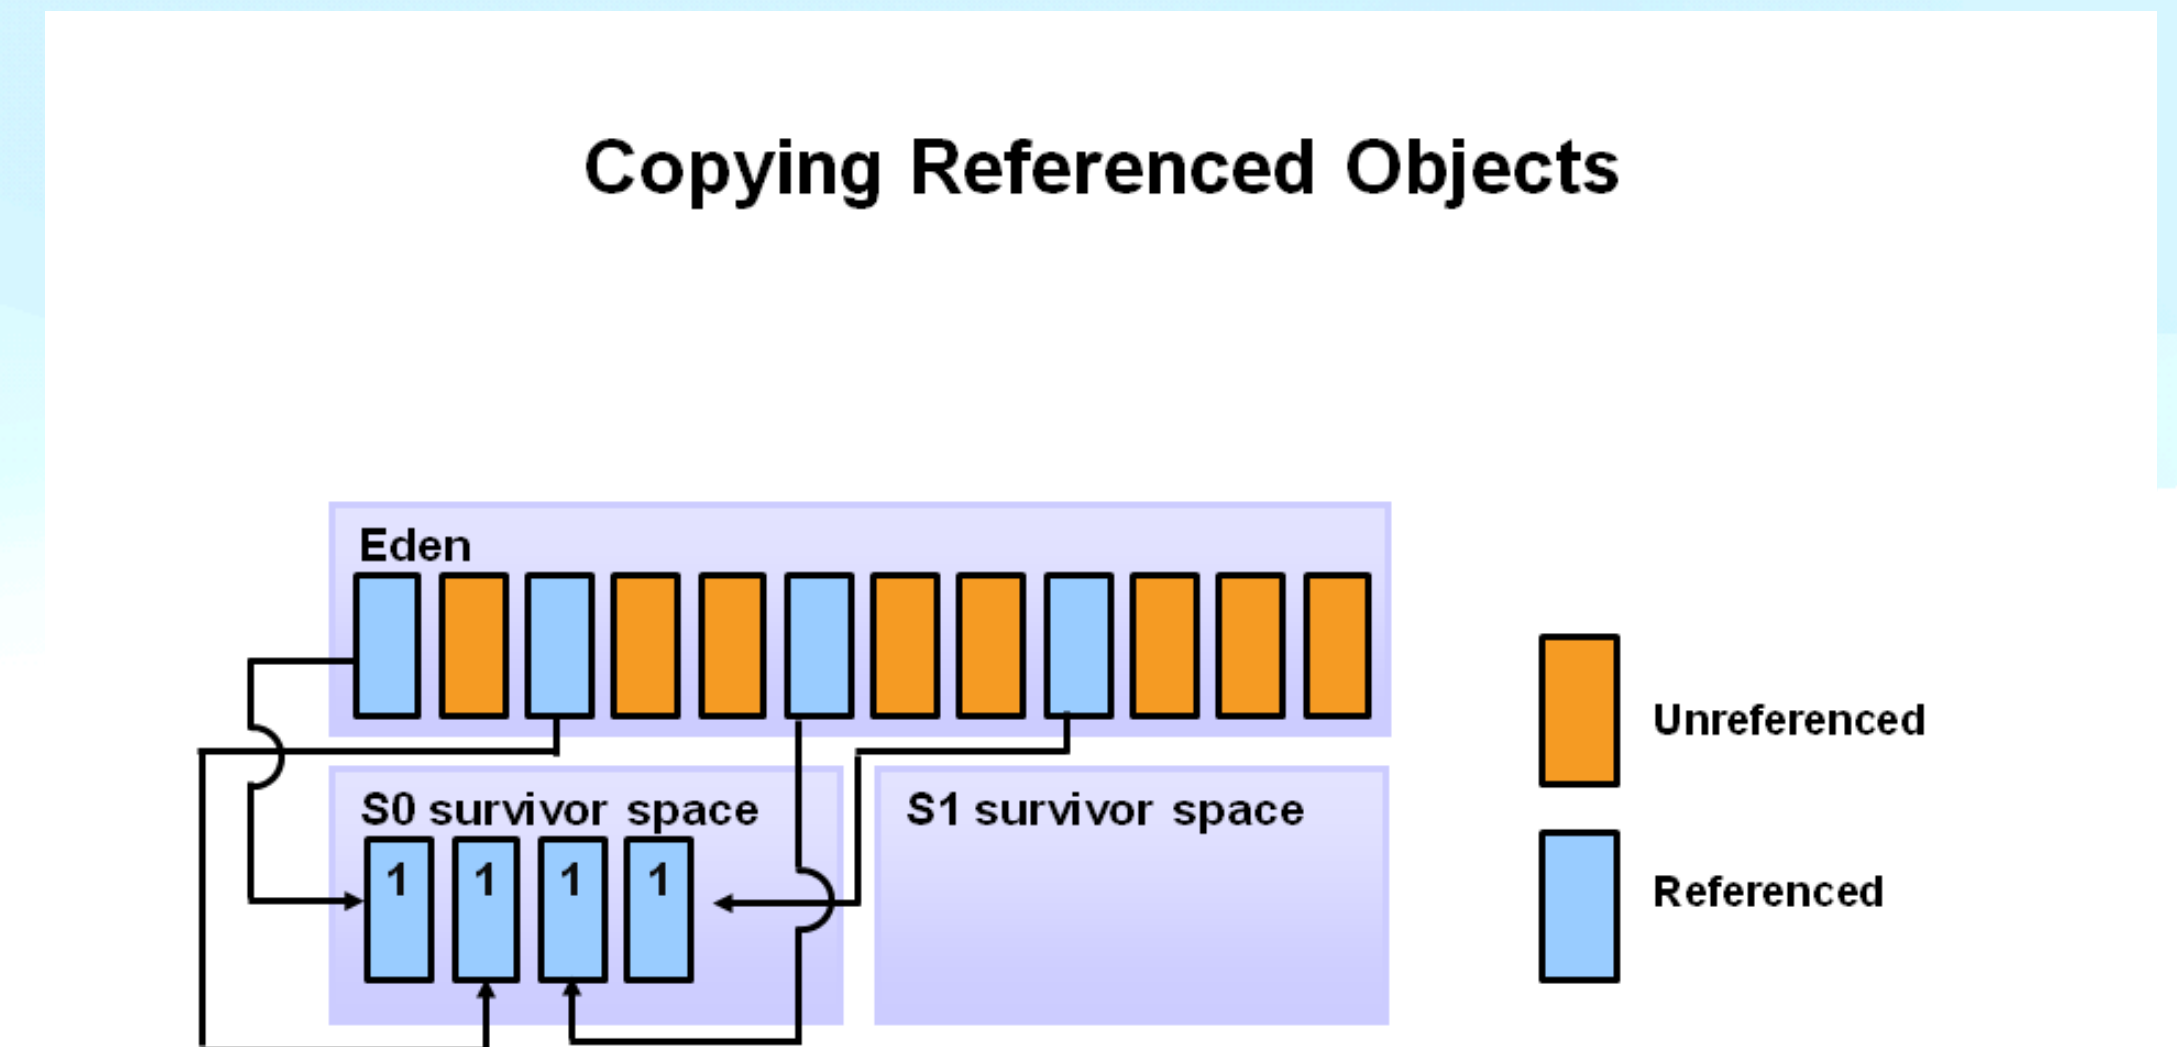 Copying Referenced Objects
Eden
Unreferenced
S0 survivor space
S1 survivor space
1 1 1 1
Referenced